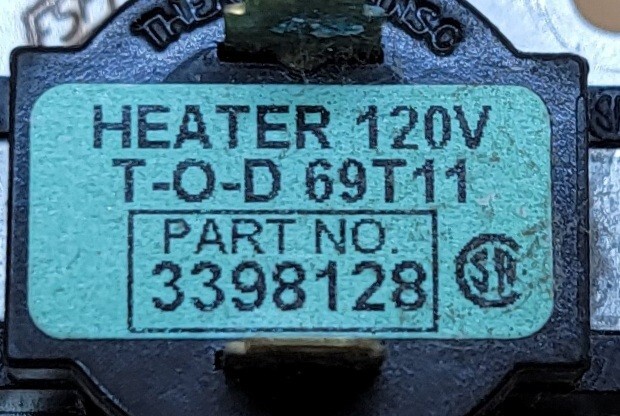 HEATER 120V
T-O-D 69T11
PART NO.
3398128